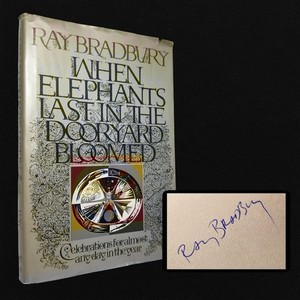 RAY BRADBURY
WHEN
ELEPHANTS
LAST IN THE
DOORYARD
BLOOMED
Celebrations for almost
any day in the year
Ray Bradbury